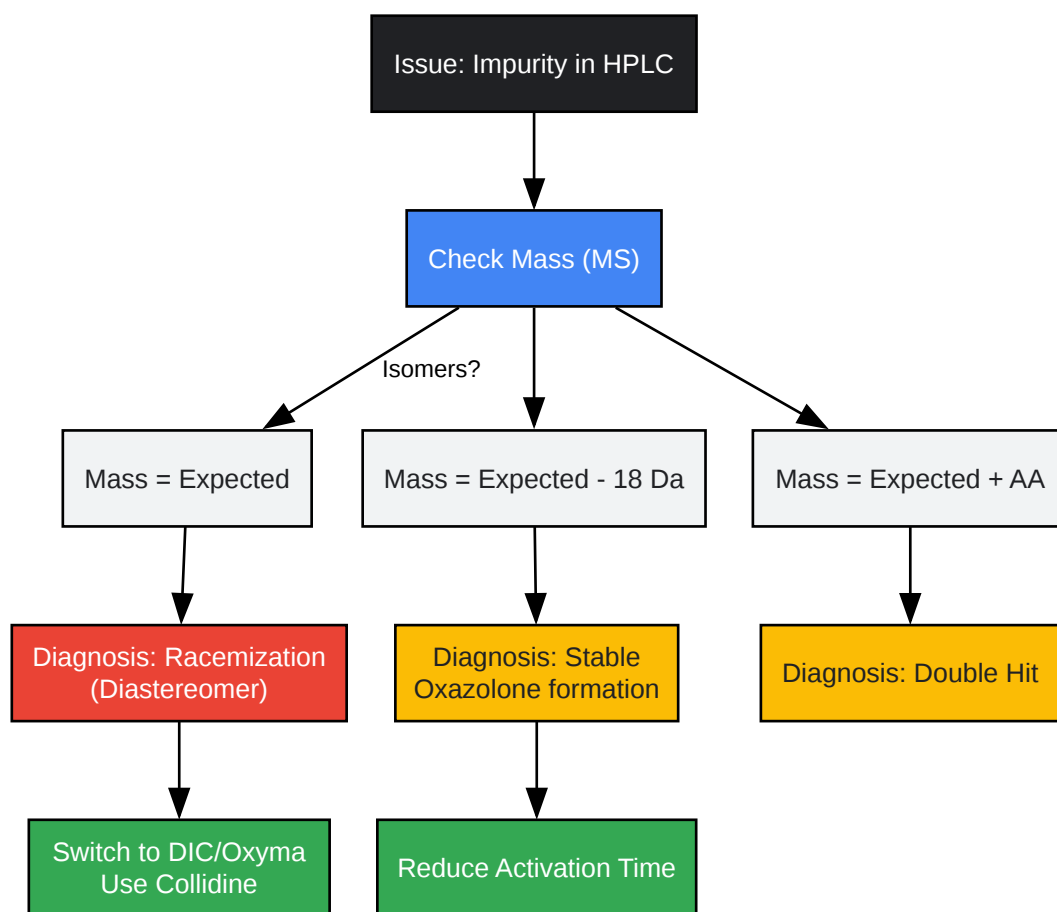 Issue: Impurity in HPLC
Check Mass (MS)
Isomers?
Mass = Expected
Mass = Expected - 18 Da
Mass = Expected + AA
Diagnosis: Racemization
(Diastereomer)
Diagnosis: Stable
Oxazolone formation
Diagnosis: Double Hit
Switch to DIC/Oxyma
Use Collidine
Reduce Activation Time